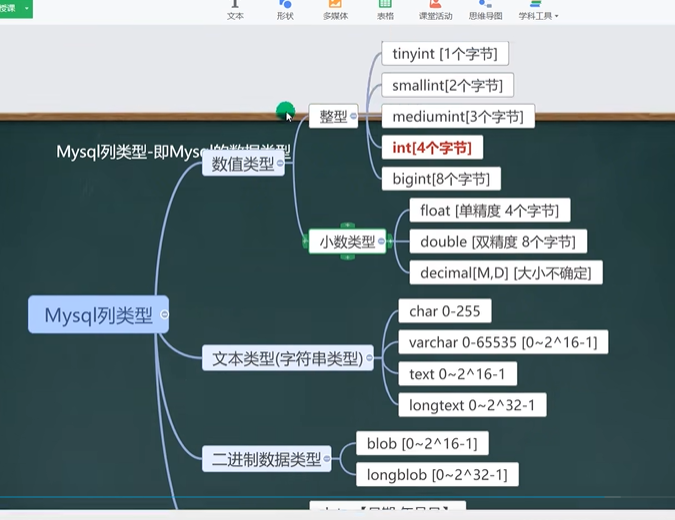 授课
文本
形状
多媒体
表格
课堂活动
思维导图
学科工具
Mysql列类型-即Mysql的数据类型
Mysql列类型
数值类型
整型
tinyint [1个字节]
smallint[2个字节]
mediumint[3个字节]
int[4个字节]
bigint[8个字节]
小数类型
float [单精度 4个字节]
double [双精度 8个字节]
decimal[M,D] [大小不确定]
文本类型(字符串类型)
char 0-255
varchar 0-65535 [0~2^16-1]
text 0~2^16-1
longtext 0~2^32-1
二进制数据类型
blob [0~2^16-1]
longblob [0~2^32-1]